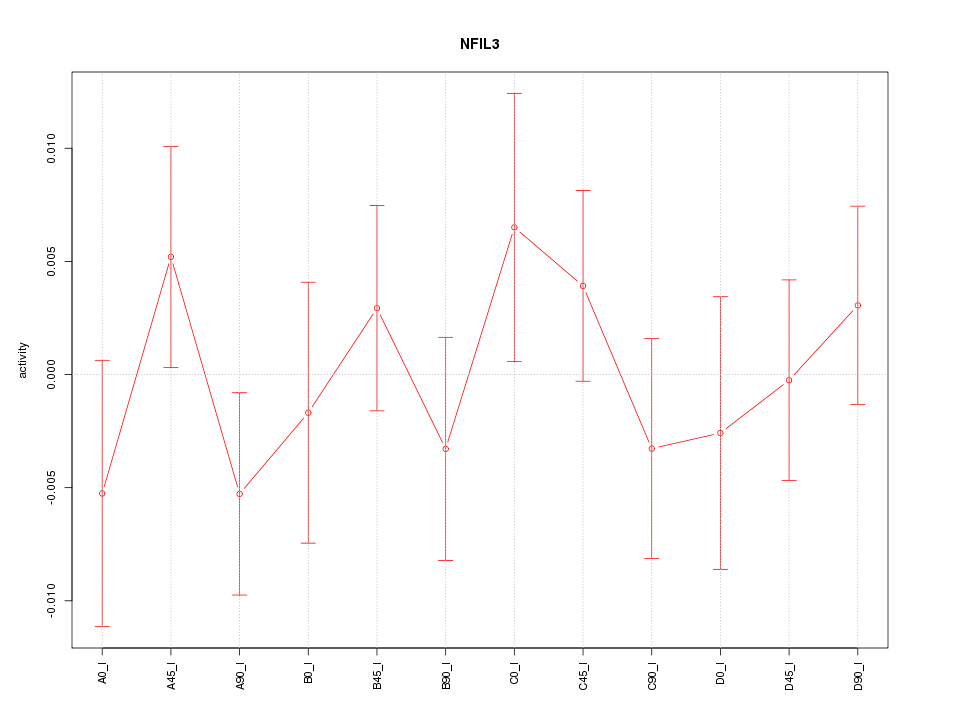 NFIL3
activity
0.010
0.005
0.000
-0.005
-0.010
A0_I
A45_I
A90_I
B0_I
B45_I
B90_I
C0_I
C45_I
C90_I
D0_I
D45_I
D90_I